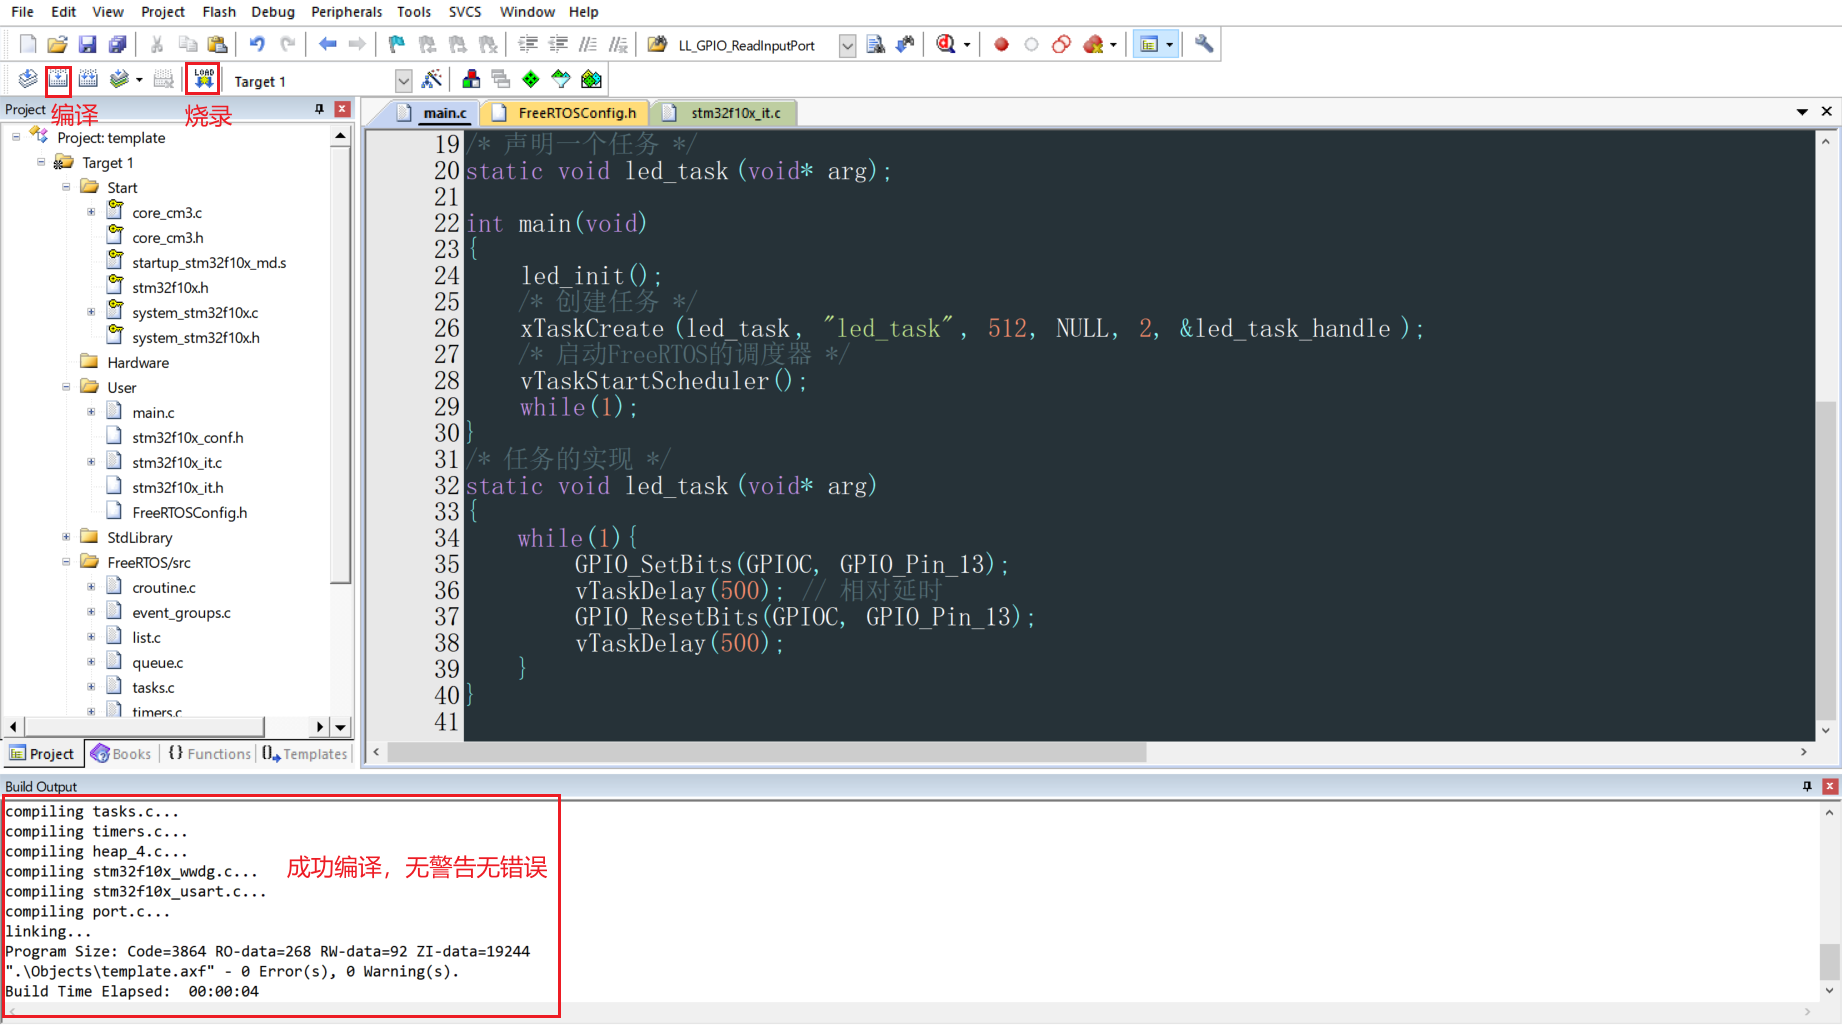 File Edit View Project Flash Debug Peripherals Tools SVCS Window Help
LL_GPIO_ReadInputPort
LOAD Target 1
编译 烧录
Project
Project: template
Target 1
Start
core_cm3.c
core_cm3.h
startup_stm32f10x_md.s
stm32f10x.h
system_stm32f10x.c
system_stm32f10x.h
Hardware
User
main.c
stm32f10x_conf.h
stm32f10x_it.c
stm32f10x_it.h
FreeRTOSConfig.h
StdLibrary
FreeRTOS/src
croutine.c
event_groups.c
list.c
queue.c
tasks.c
timers.c
Project Books {} Functions Templates
main.c FreeRTOSConfig.h stm32f10x_it.c
19 /* 声明一个任务 */
20 static void led_task(void* arg);
21
22 int main(void)
23 {
24 led_init();
25 /* 创建任务 */
26 xTaskCreate(led_task, "led_task", 512, NULL, 2, &led_task_handle);
27 /* 启动FreeRTOS的调度器 */
28 vTaskStartScheduler();
29 while(1);
30 }
31 /* 任务的实现 */
32 static void led_task(void* arg)
33 {
34 while(1){
35 GPIO_SetBits(GPIOC, GPIO_Pin_13);
36 vTaskDelay(500); // 相对延时
37 GPIO_ResetBits(GPIOC, GPIO_Pin_13);
38 vTaskDelay(500);
39 }
40 }
41
Build Output
compiling tasks.c...
compiling timers.c...
compiling heap_4.c...
compiling stm32f10x_wwdg.c...
compiling stm32f10x_usart.c...
compiling port.c...
linking...
Program Size: Code=3864 RO-data=268 RW-data=92 ZI-data=19244
".\Objects\template.axf" - 0 Error(s), 0 Warning(s).
Build Time Elapsed: 00:00:04
成功编译，无警告无错误